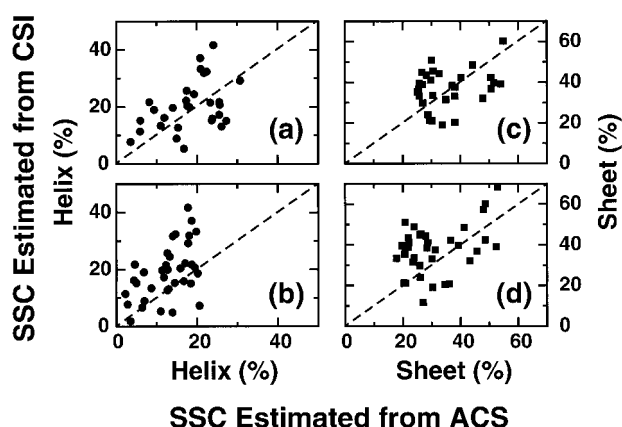 SSC Estimated from CSI
Helix (%)
40
20
0
(a)
(c)
60
40
20
0
Sheet (%)
40
20
0
(b)
(d)
60
40
20
0
0 20 40
0 20 40 60
Helix (%)
Sheet (%)
SSC Estimated from ACS